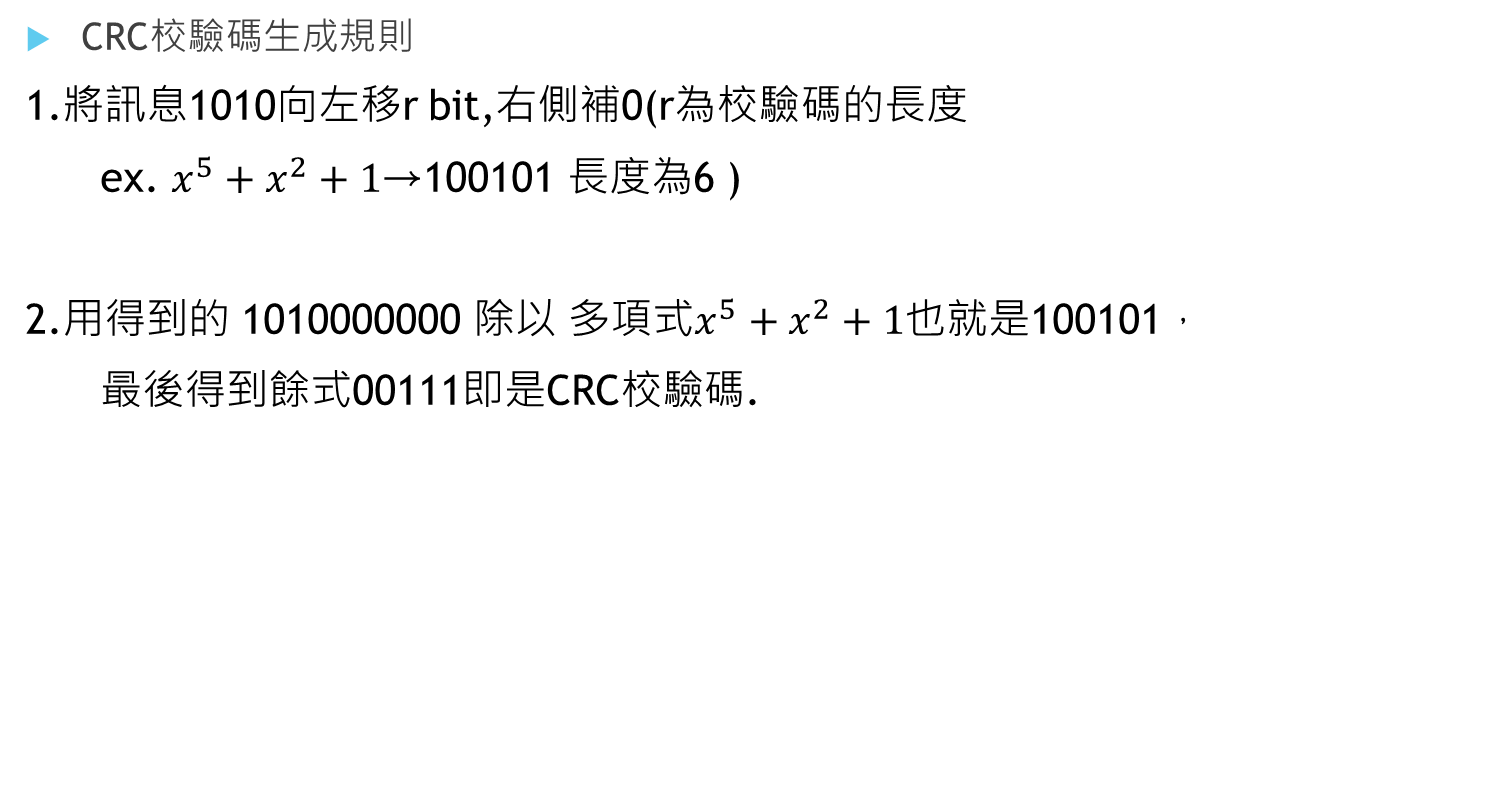 CRC校驗碼生成規則
1.將訊息1010向左移r bit,右側補0(r為校驗碼的長度
ex. x⁵ + x² + 1→100101 長度為6 )
2.用得到的 1010000000 除以 多項式x⁵ + x² + 1也就是100101，
最後得到餘式00111即是CRC校驗碼.